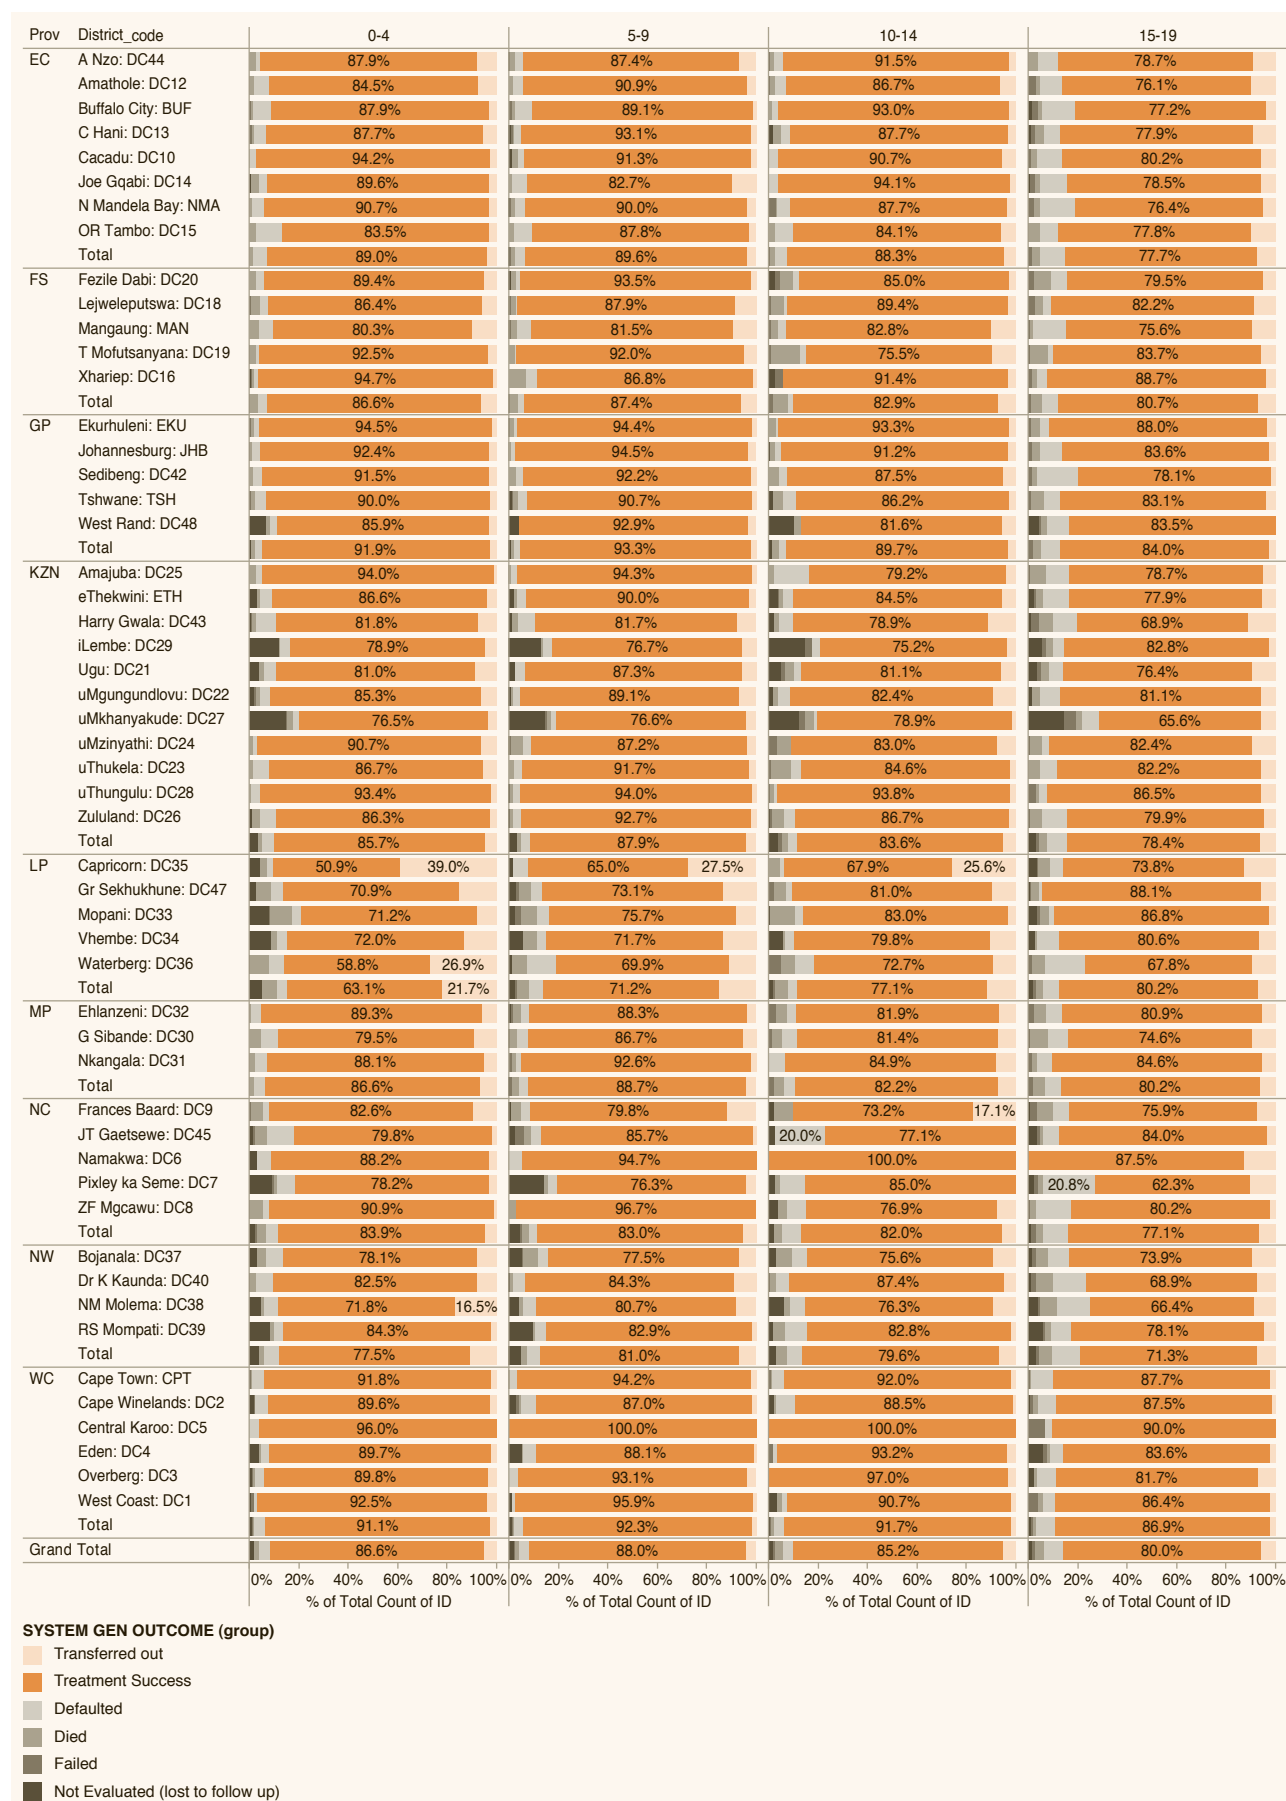 Prov District_code 0-4 5-9 10-14 15-19
EC A Nzo: DC44 87.9% 87.4% 91.5% 78.7%
Amathole: DC12 84.5% 90.9% 86.7% 76.1%
Buffalo City: BUF 87.9% 89.1% 93.0% 77.2%
C Hani: DC13 87.7% 93.1% 87.7% 77.9%
Cacadu: DC10 94.2% 91.3% 90.7% 80.2%
Joe Gqabi: DC14 89.6% 82.7% 94.1% 78.5%
N Mandela Bay: NMA 90.7% 90.0% 87.7% 76.4%
OR Tambo: DC15 83.5% 87.8% 84.1% 77.8%
Total 89.0% 89.6% 88.3% 77.7%
FS Fezile Dabi: DC20 89.4% 93.5% 85.0% 79.5%
Lejweleputswa: DC18 86.4% 87.9% 89.4% 82.2%
Mangaung: MAN 80.3% 81.5% 82.8% 75.6%
T Mofutsanyana: DC19 92.5% 92.0% 75.5% 83.7%
Xhariep: DC16 94.7% 86.8% 91.4% 88.7%
Total 86.6% 87.4% 82.9% 80.7%
GP Ekurhuleni: EKU 94.5% 94.4% 93.3% 88.0%
Johannesburg: JHB 92.4% 94.5% 91.2% 83.6%
Sedibeng: DC42 91.5% 92.2% 87.5% 78.1%
Tshwane: TSH 90.0% 90.7% 86.2% 83.1%
West Rand: DC48 85.9% 92.9% 81.6% 83.5%
Total 91.9% 93.3% 89.7% 84.0%
KZN Amajuba: DC25 94.0% 94.3% 79.2% 78.7%
eThekwini: ETH 86.6% 90.0% 84.5% 77.9%
Harry Gwala: DC43 81.8% 81.7% 78.9% 68.9%
iLembe: DC29 78.9% 76.7% 75.2% 82.8%
Ugu: DC21 81.0% 87.3% 81.1% 76.4%
uMgungundlovu: DC22 85.3% 89.1% 82.4% 81.1%
uMkhanyakude: DC27 76.5% 76.6% 78.9% 65.6%
uMzinyathi: DC24 90.7% 87.2% 83.0% 82.4%
uThukela: DC23 86.7% 91.7% 84.6% 82.2%
uThungulu: DC28 93.4% 94.0% 93.8% 86.5%
Zululand: DC26 86.3% 92.7% 86.7% 79.9%
Total 85.7% 87.9% 83.6% 78.4%
LP Capricorn: DC35 50.9% 39.0% 65.0% 27.5% 67.9% 25.6% 73.8%
Gr Sekhukhune: DC47 70.9% 73.1% 81.0% 88.1%
Mopani: DC33 71.2% 75.7% 83.0% 86.8%
Vhembe: DC34 72.0% 71.7% 79.8% 80.6%
Waterberg: DC36 58.8% 26.9% 69.9% 72.7% 67.8%
Total 63.1% 21.7% 71.2% 77.1% 80.2%
MP Ehlanzeni: DC32 89.3% 88.3% 81.9% 80.9%
G Sibande: DC30 79.5% 86.7% 81.4% 74.6%
Nkangala: DC31 88.1% 92.6% 84.9% 84.6%
Total 86.6% 88.7% 82.2% 80.2%
NC Frances Baard: DC9 82.6% 79.8% 73.2% 17.1% 75.9%
JT Gaetsewe: DC45 79.8% 85.7% 20.0% 77.1% 84.0%
Namakwa: DC6 88.2% 94.7% 100.0% 87.5%
Pixley ka Seme: DC7 78.2% 76.3% 85.0% 20.8% 62.3%
ZF Mgcawu: DC8 90.9% 96.7% 76.9% 80.2%
Total 83.9% 83.0% 82.0% 77.1%
NW Bojanala: DC37 78.1% 77.5% 75.6% 73.9%
Dr K Kaunda: DC40 82.5% 84.3% 87.4% 68.9%
NM Molema: DC38 71.8% 16.5% 80.7% 76.3% 66.4%
RS Mompati: DC39 84.3% 82.9% 82.8% 78.1%
Total 77.5% 81.0% 79.6% 71.3%
WC Cape Town: CPT 91.8% 94.2% 92.0% 87.7%
Cape Winelands: DC2 89.6% 87.0% 88.5% 87.5%
Central Karoo: DC5 96.0% 100.0% 100.0% 90.0%
Eden: DC4 89.7% 88.1% 93.2% 83.6%
Overberg: DC3 89.8% 93.1% 97.0% 81.7%
West Coast: DC1 92.5% 95.9% 90.7% 86.4%
Total 91.1% 92.3% 91.7% 86.9%
Grand Total 86.6% 88.0% 85.2% 80.0%
0% 20% 40% 60% 80% 100% 0% 20% 40% 60% 80% 100% 0% 20% 40% 60% 80% 100% 0% 20% 40% 60% 80% 100%
% of Total Count of ID % of Total Count of ID % of Total Count of ID % of Total Count of ID
SYSTEM GEN OUTCOME (group)
Transferred out
Treatment Success
Defaulted
Died
Failed
Not Evaluated (lost to follow up)